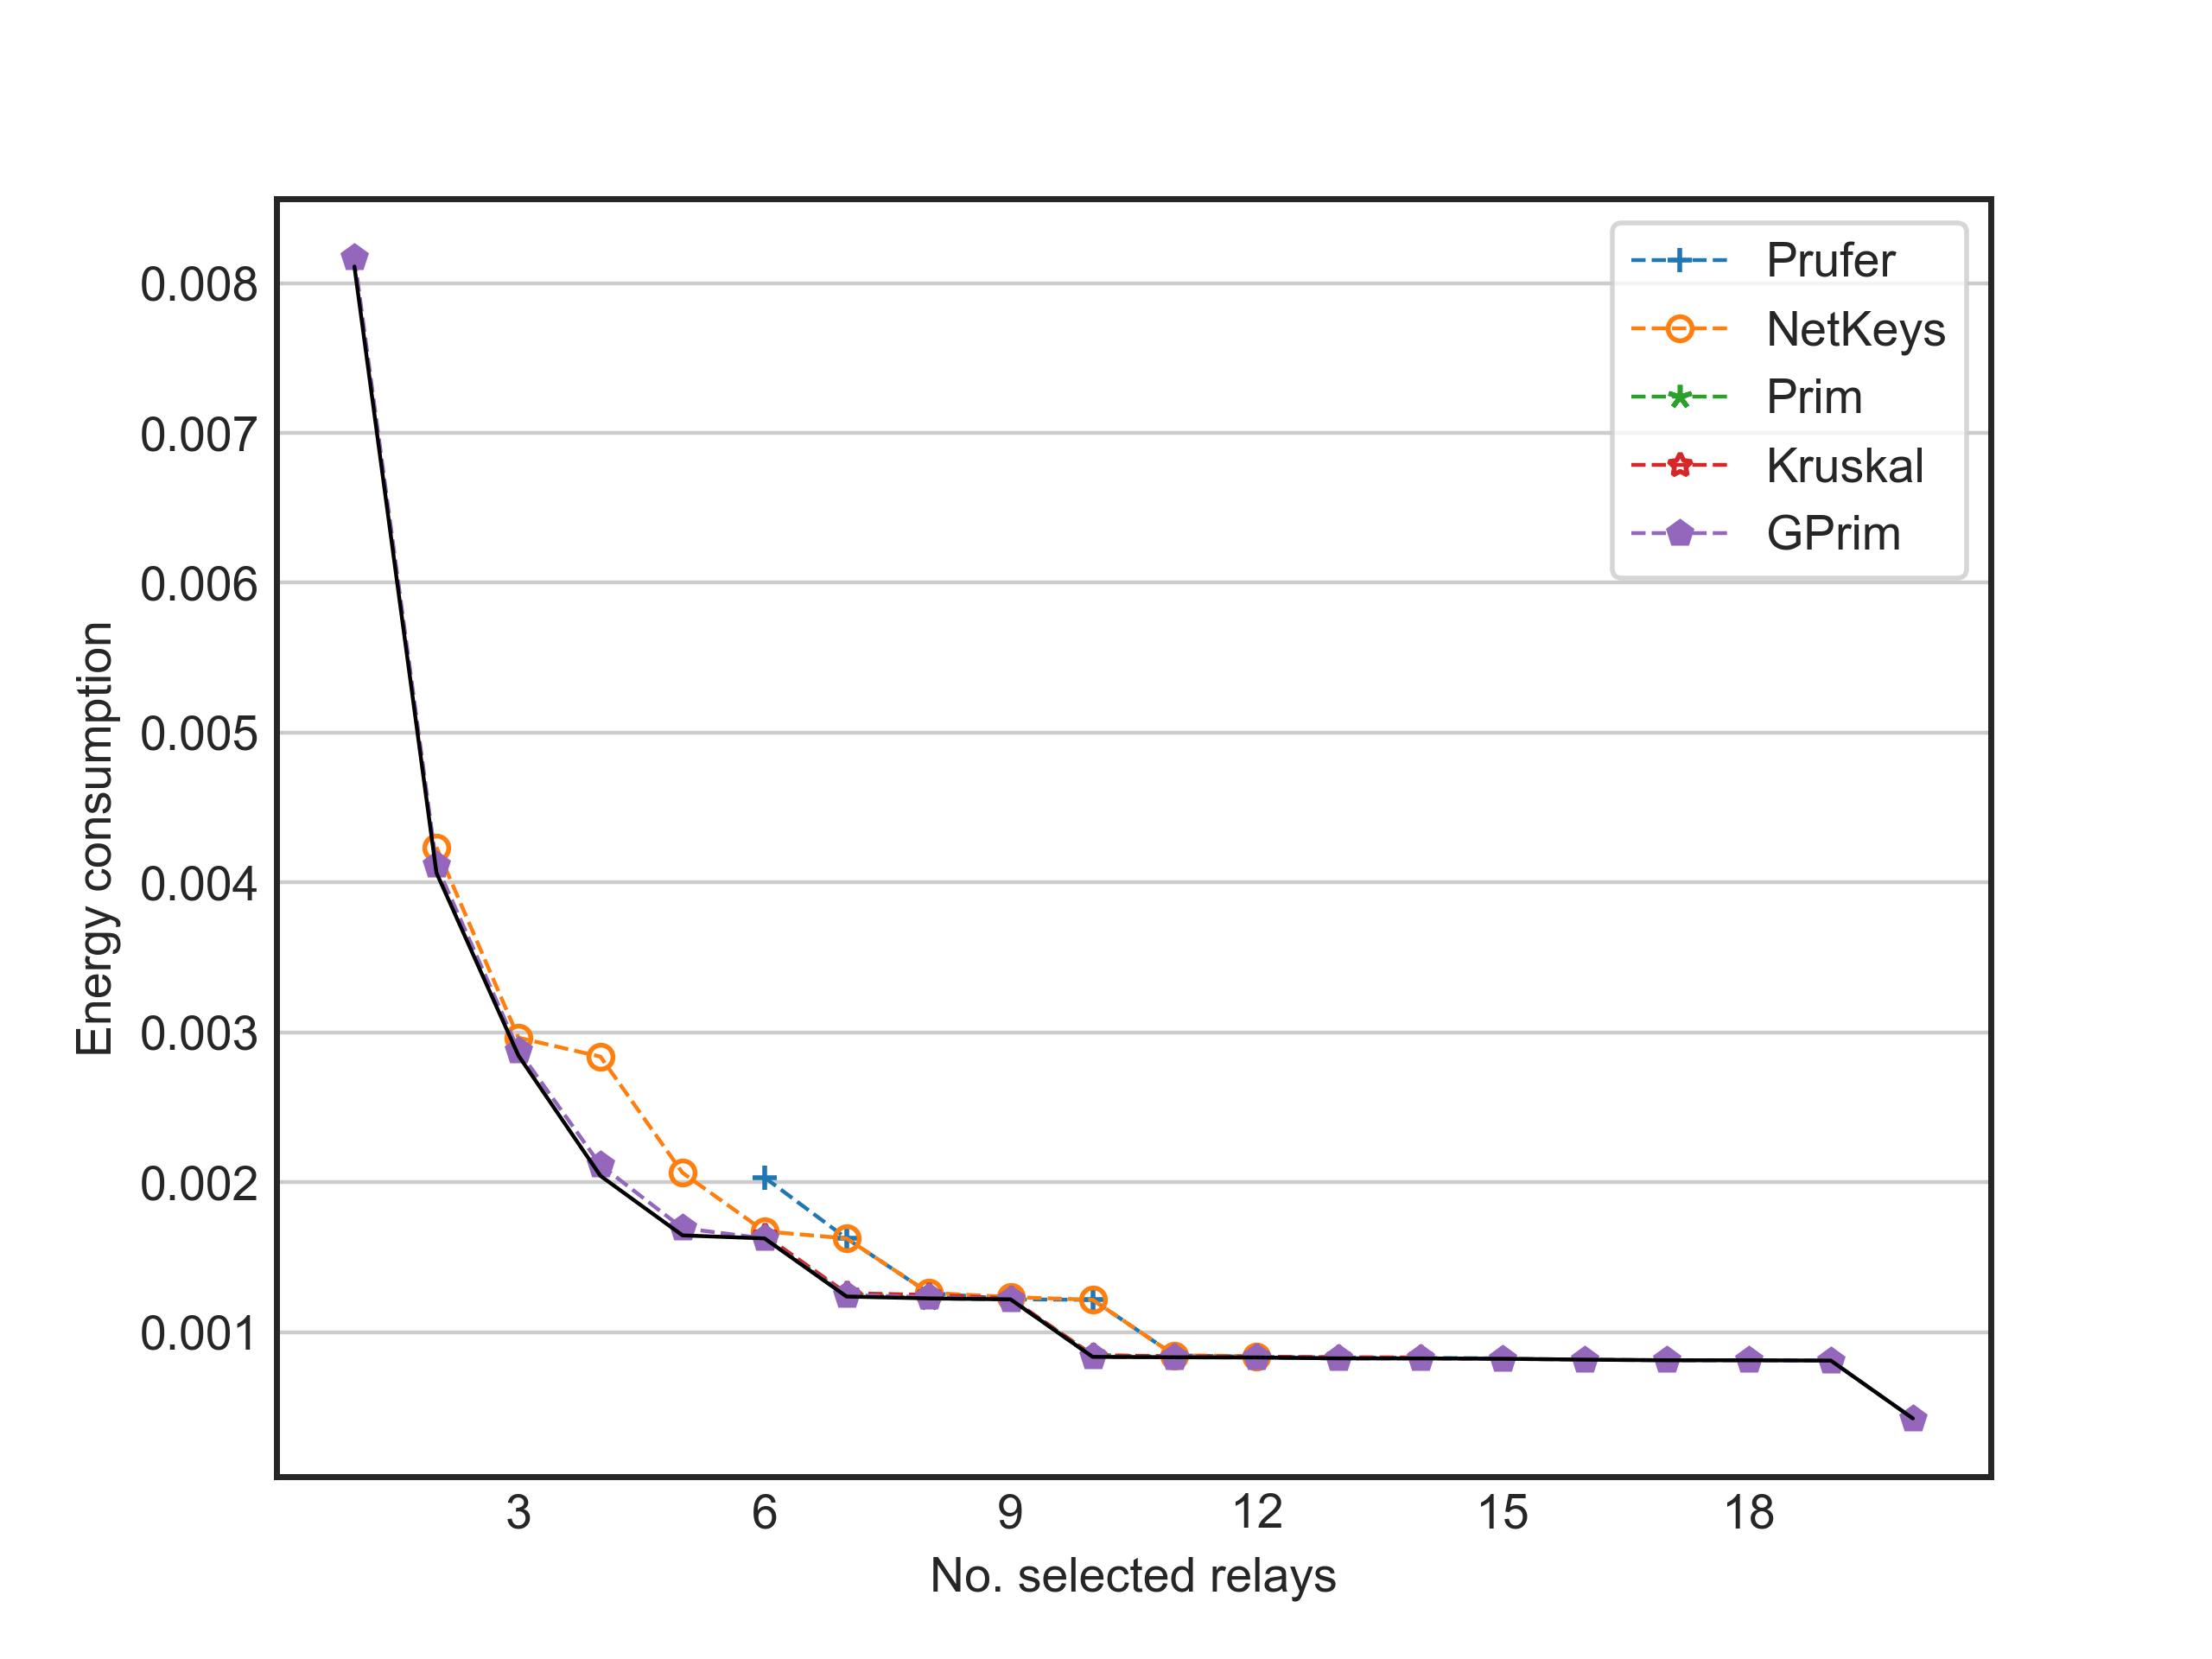 Energy consumption
0.008
0.007
0.006
0.005
0.004
0.003
0.002
0.001
Prufer
NetKeys
Prim
Kruskal
GPrim
3 6 9 12 15 18
No. selected relays